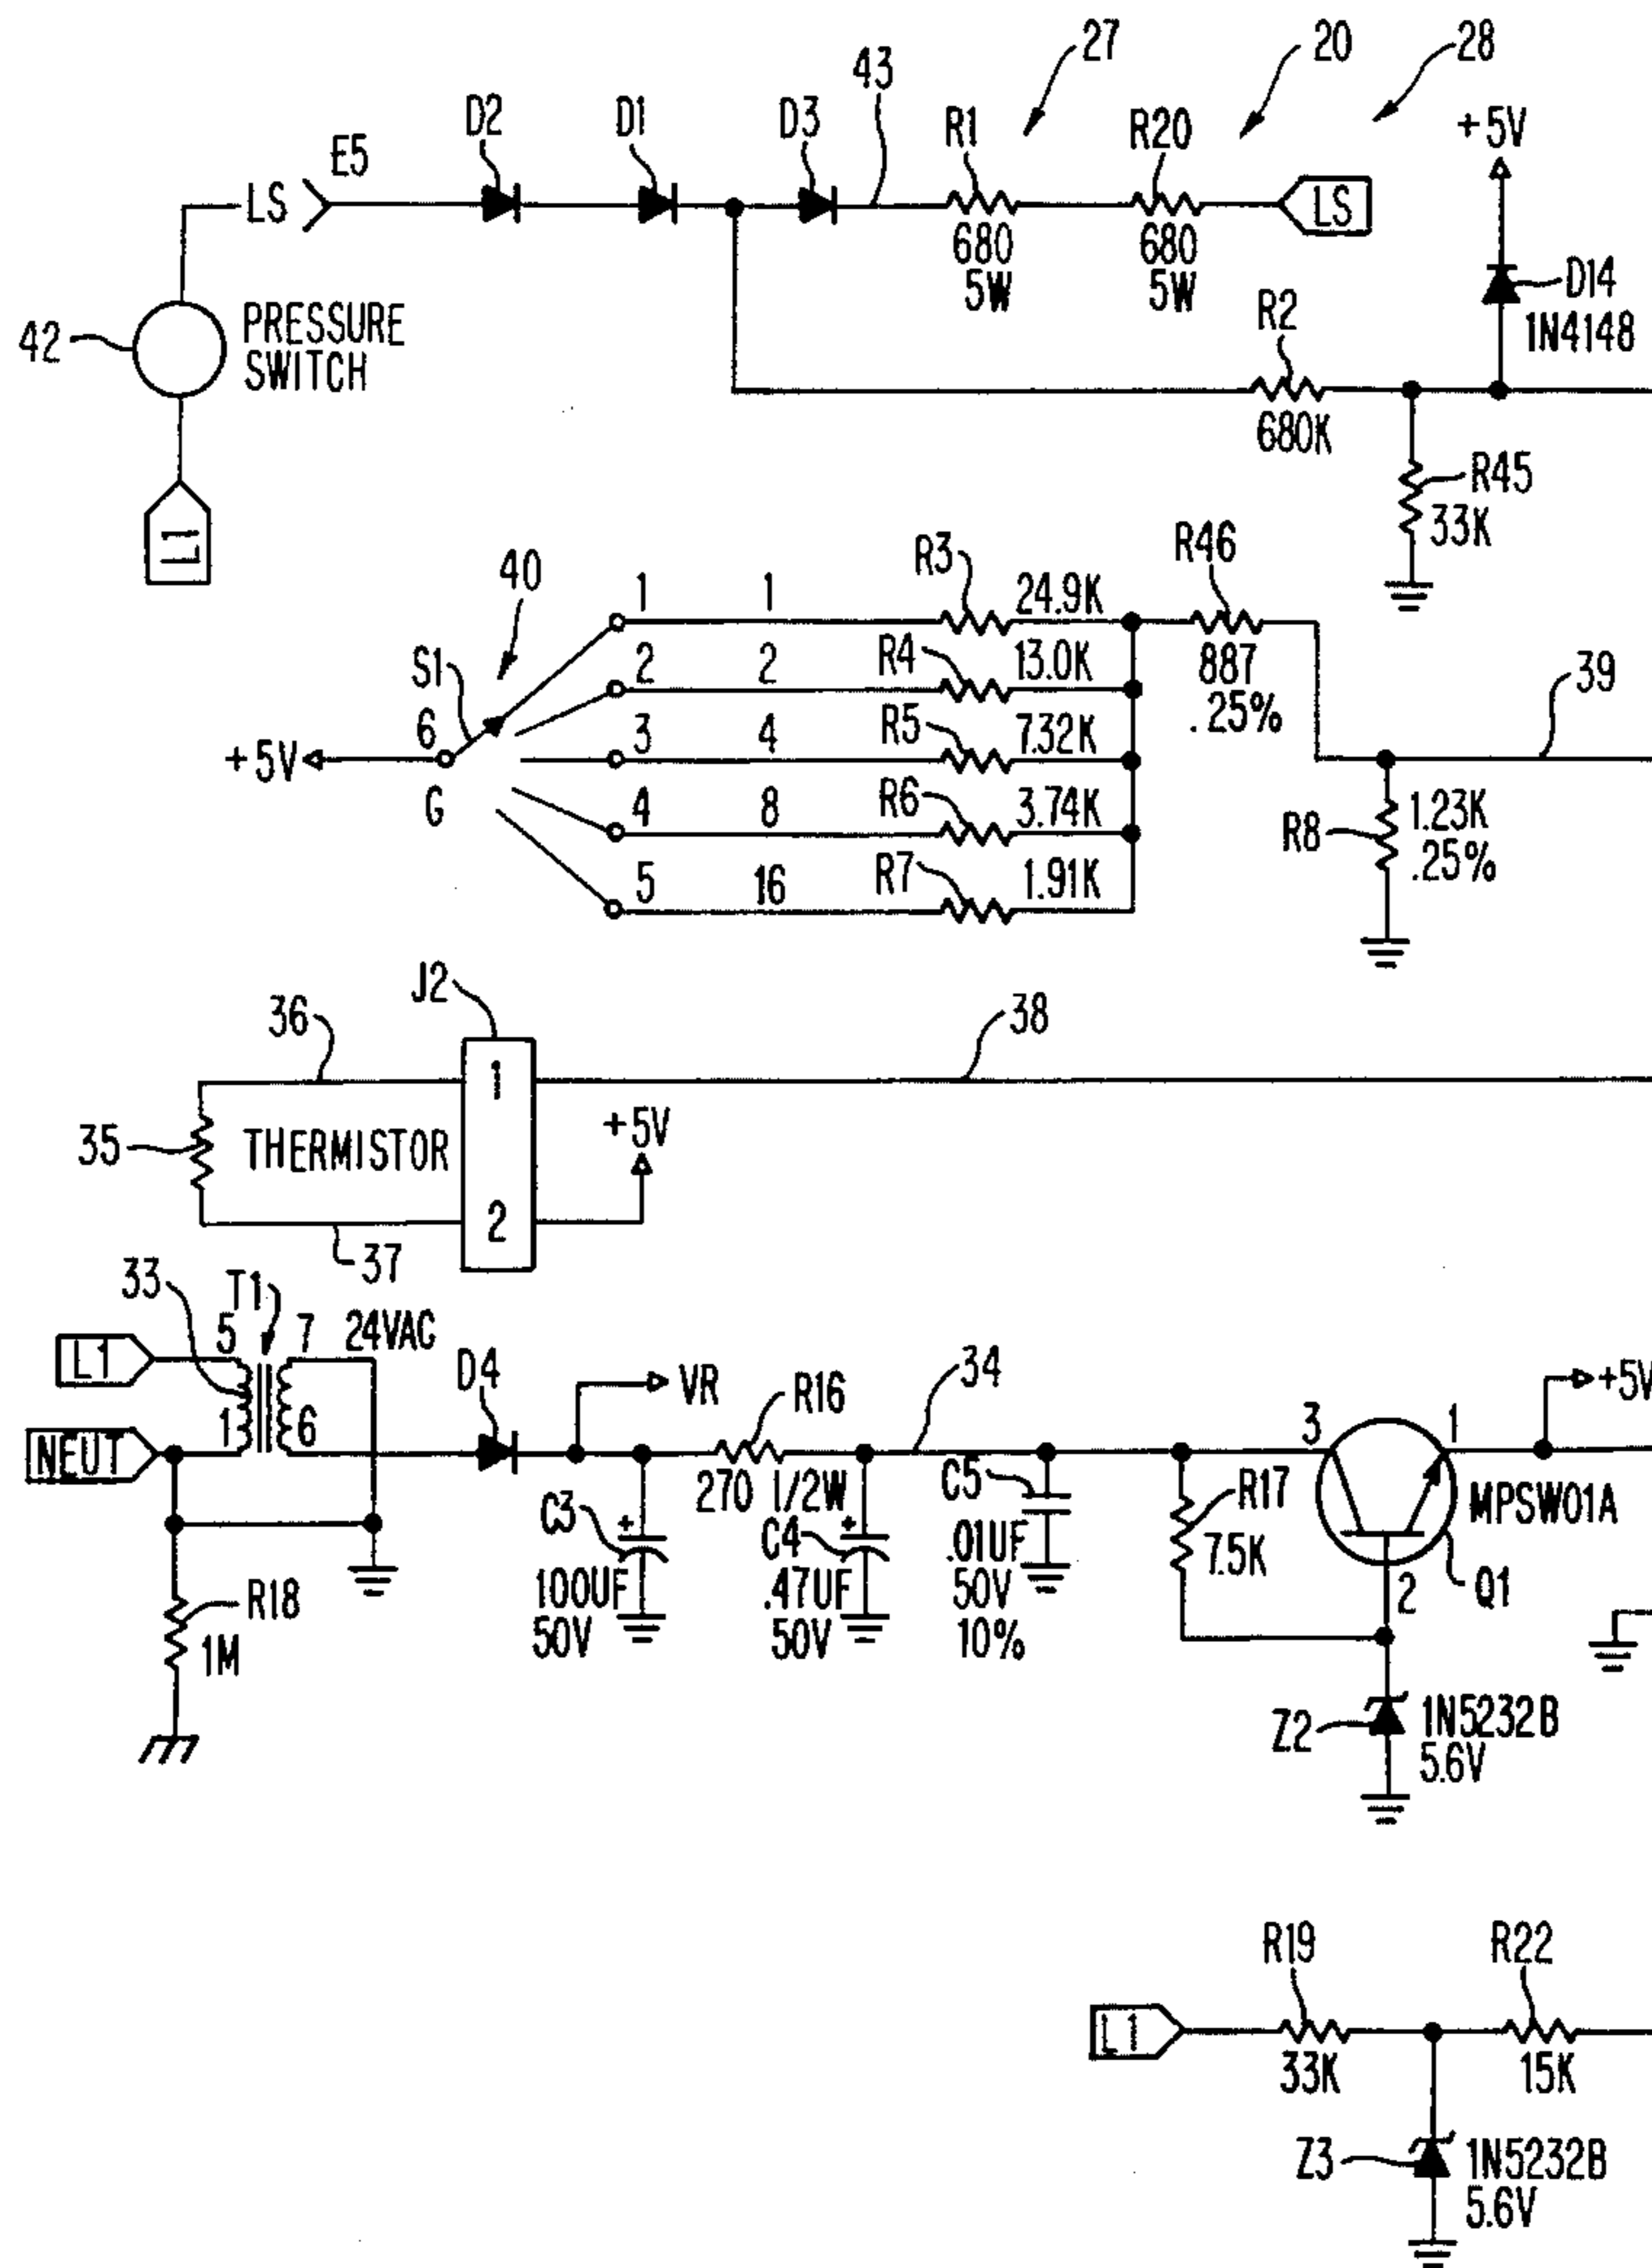 27
20
28
43
D2
D1
D3
R1
R20
+5V
E5
LS
LS
680
5W
680
5W
D14
1N4148
R2
42
PRESSURE
SWITCH
680K
R45
33K
L1
40
1
1
R3
24.9K
R46
S1
2
2
R4
13.0K
887
.25%
39
6
3
4
R5
7.32K
+5V
G
4
8
R6
3.74K
R8
1.23K
.25%
5
16
R7
1.91K
J2
36
38
1
35
THERMISTOR
+5V
2
37
33
T1
5
7
24VAC
L1
D4
VR
R16
34
+5V
1
6
3
1
NEUT
270 1/2W
C5
R17
MPSW01A
C3
+
C4
+
.01UF
7.5K
100UF
.47UF
50V
2
Q1
R18
50V
50V
10%
1M
Z2
1N5232B
5.6V
R19
R22
L1
33K
15K
Z3
1N5232B
5.6V